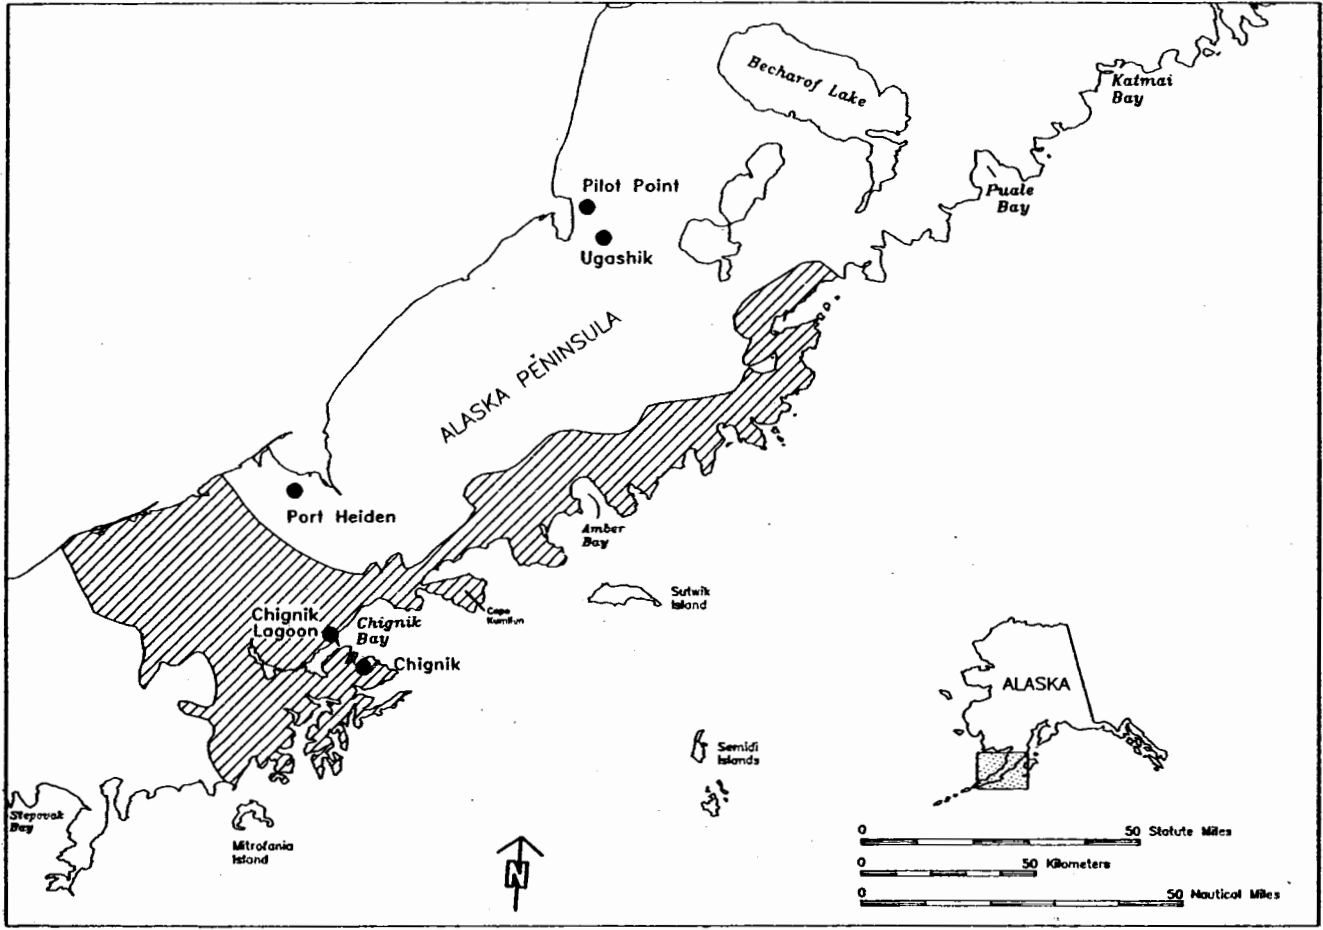 Becharof Lake
Katmai
Bay
Puale
Bay
Pilot Point
Ugashik
ALASKA PENINSULA
Port Heiden
Amber
Bay
Sutwik
Island
Cape
Kumliun
Chignik
Lagoon
Chignik
Bay
Chignik
ALASKA
Semidi
Islands
Stepovak
Bay
Mitrofania
Island
N
0 50 Statute Miles
0 50 Kilometers
0 50 Nautical Miles